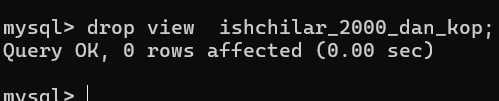 mysql> drop view  ishchilar_2000_dan_kop;
Query OK, 0 rows affected (0.00 sec)
mysql>